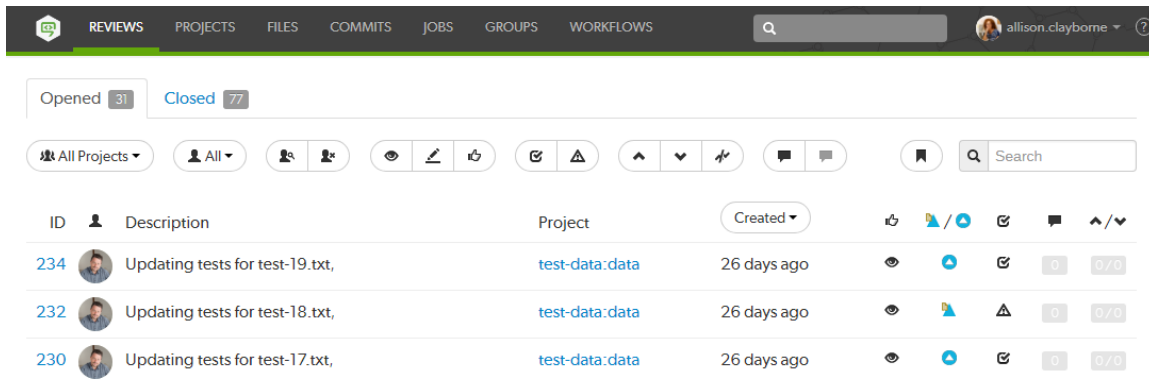 REVIEWS PROJECTS FILES COMMITS JOBS GROUPS WORKFLOWS allison.clayborne
Opened 31 Closed 77
All Projects All Search
ID Description Project Created / /
234 Updating tests for test-19.txt, test-data:data 26 days ago 0 0/0
232 Updating tests for test-18.txt, test-data:data 26 days ago 0 0/0
230 Updating tests for test-17.txt, test-data:data 26 days ago 0 0/0